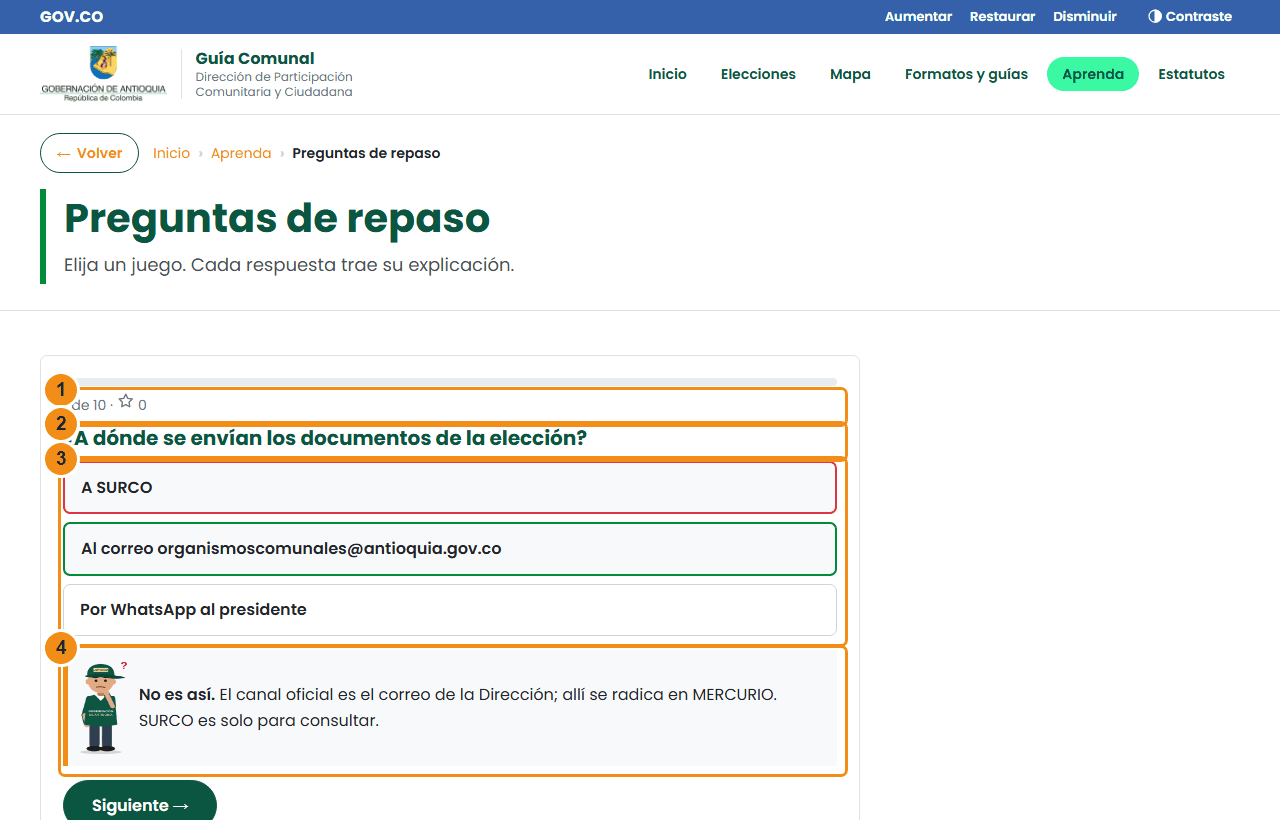 GOV.CO Aumentar Restaurar Disminuir Contraste
GOBERNACIÓN DE ANTIOQUIA
República de Colombia
Guía Comunal
Dirección de Participación
Comunitaria y Ciudadana
Inicio Elecciones Mapa Formatos y guías Aprenda Estatutos
← Volver Inicio › Aprenda › Preguntas de repaso
Preguntas de repaso
Elija un juego. Cada respuesta trae su explicación.
1
de 10 · ☆ 0
2
A dónde se envían los documentos de la elección?
3
A SURCO
Al correo organismoscomunales@antioquia.gov.co
Por WhatsApp al presidente
4
?
No es así. El canal oficial es el correo de la Dirección; allí se radica en MERCURIO.
SURCO es solo para consultar.
Siguiente →